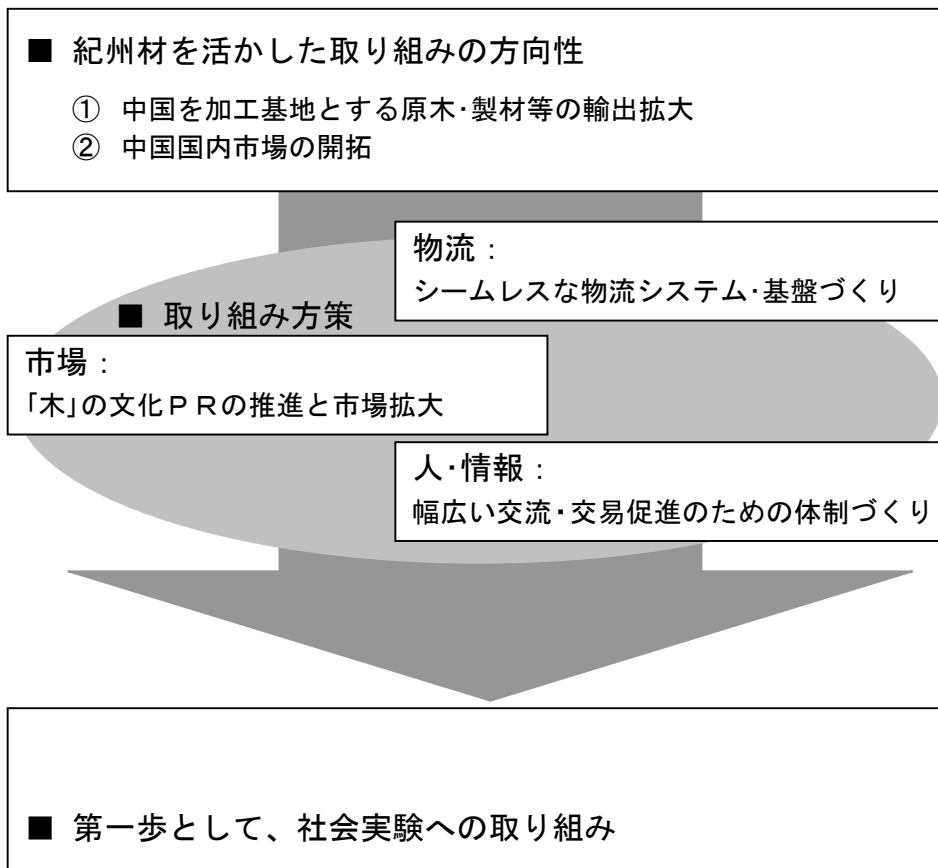 ■ 紀州材を活かした取り組みの方向性
① 中国を加工基地とする原木･製材等の輸出拡大
② 中国国内市場の開拓
物流：
シームレスな物流システム･基盤づくり
■ 取り組み方策
市場：
｢木｣の文化ＰＲの推進と市場拡大
人･情報：
幅広い交流･交易促進のための体制づくり
■ 第一歩として、社会実験への取り組み